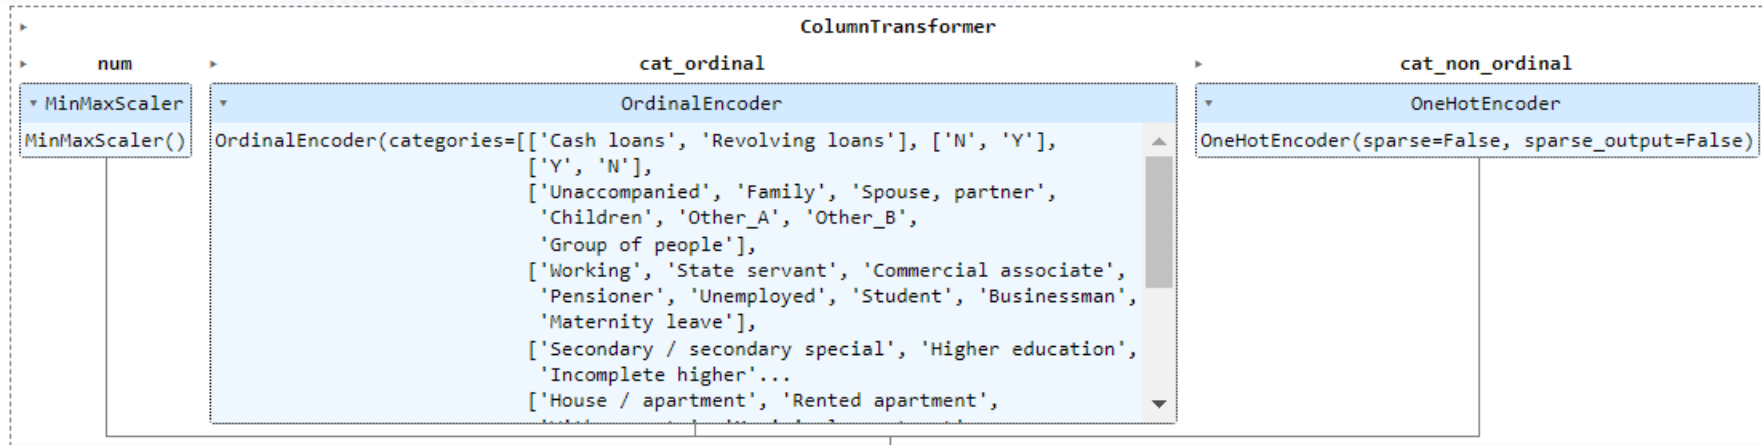 ColumnTransformer
num
cat_ordinal
cat_non_ordinal
MinMaxScaler
MinMaxScaler()
OrdinalEncoder
OrdinalEncoder(categories=[['Cash loans', 'Revolving loans'], ['N', 'Y'],
['Y', 'N'],
['Unaccompanied', 'Family', 'Spouse, partner',
'Children', 'Other_A', 'Other_B',
'Group of people'],
['Working', 'State servant', 'Commercial associate',
'Pensioner', 'Unemployed', 'Student', 'Businessman',
'Maternity leave'],
['Secondary / secondary special', 'Higher education',
'Incomplete higher'...
['House / apartment', 'Rented apartment',
OneHotEncoder
OneHotEncoder(sparse=False, sparse_output=False)